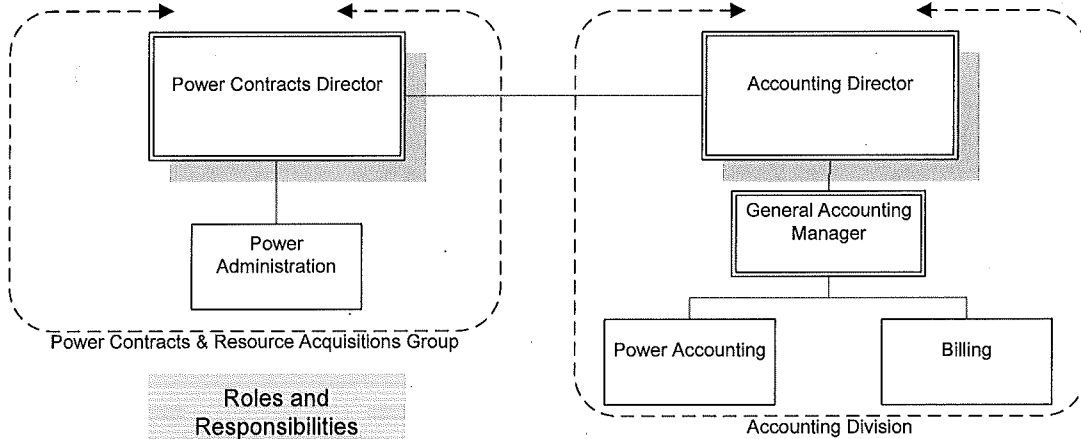 Power Contracts Director
Power
Administration
Power Contracts & Resource Acquisitions Group
Roles and
Responsibilities
Accounting Director
General Accounting
Manager
Power Accounting
Billing
Accounting Division